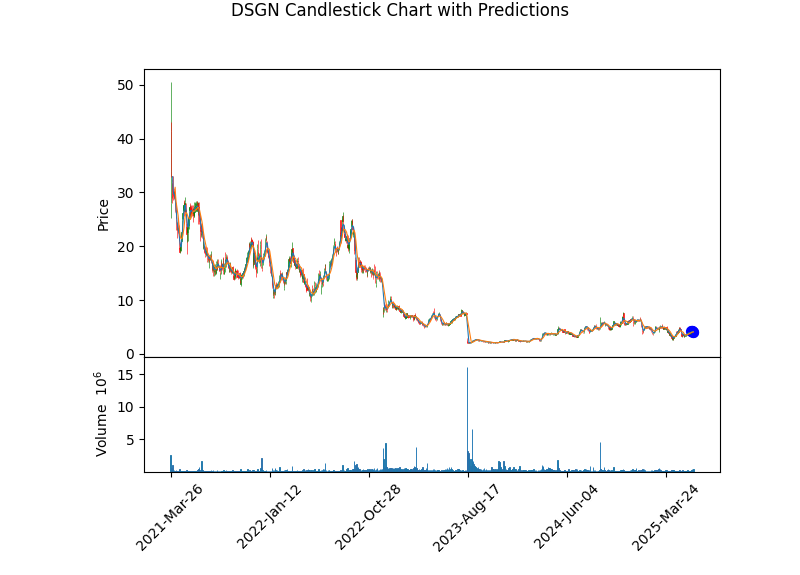 DSGN Candlestick Chart with Predictions
50
40
30
20
10
0
Price
15
10
5
Volume 10^6
2021-Mar-26
2022-Jan-12
2022-Oct-28
2023-Aug-17
2024-Jun-04
2025-Mar-24